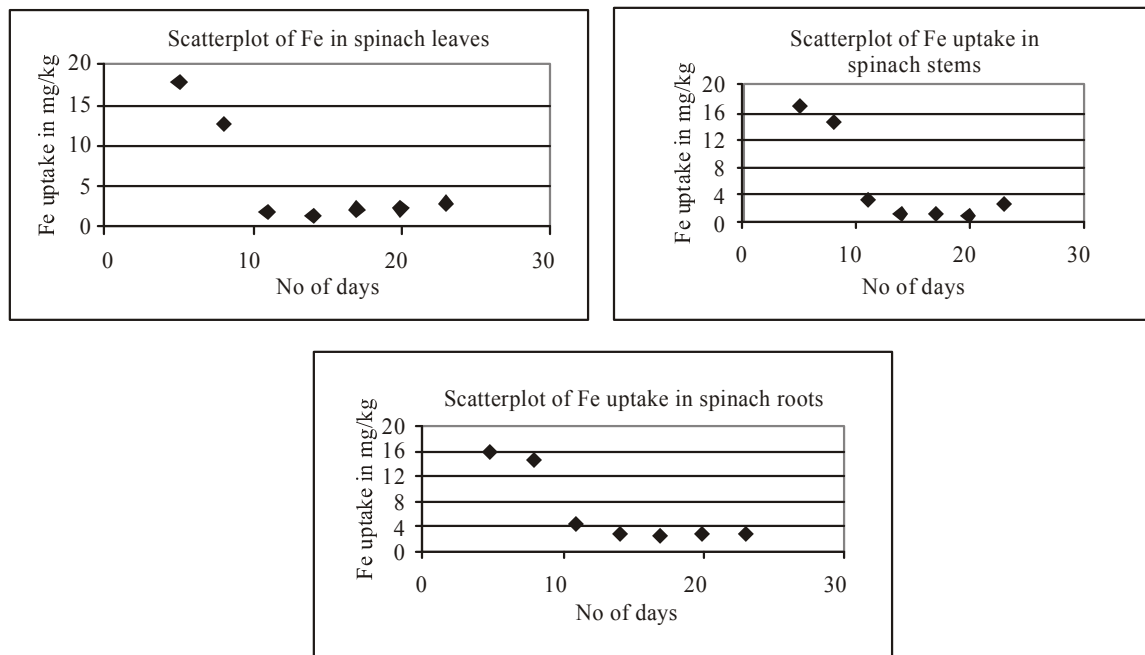 Scatterplot of Fe in spinach leaves
Fe uptake in mg/kg
20
15
10
5
0
0 10 20 30
No of days
Scatterplot of Fe uptake in
spinach stems
Fe uptake in mg/kg
20
16
12
8
4
0
0 10 20 30
No of days
Scatterplot of Fe uptake in spinach roots
Fe uptake in mg/kg
20
16
12
8
4
0
0 10 20 30
No of days